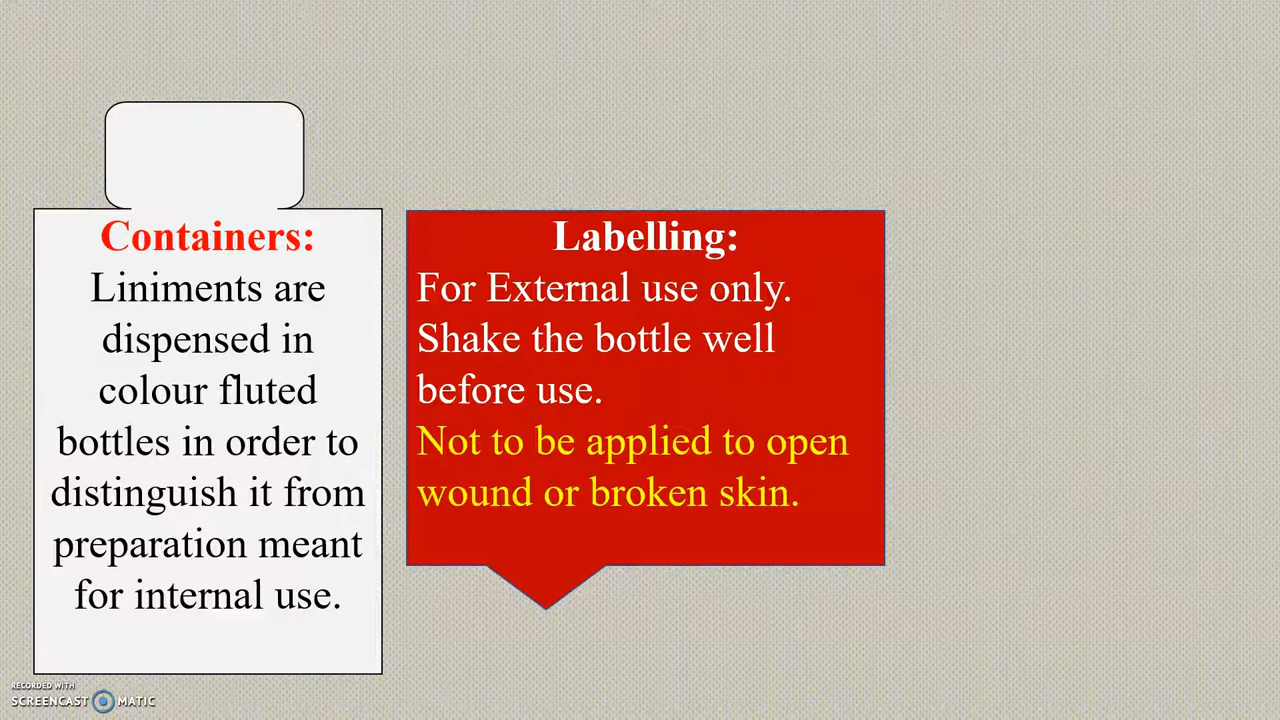 Containers:
Liniments are
dispensed in
colour fluted
bottles in order to
distinguish it from
preparation meant
for internal use.
Labelling:
For External use only.
Shake the bottle well
before use.
Not to be applied to open
wound or broken skin.
RECORDED WITH
SCREENCAST MATIC